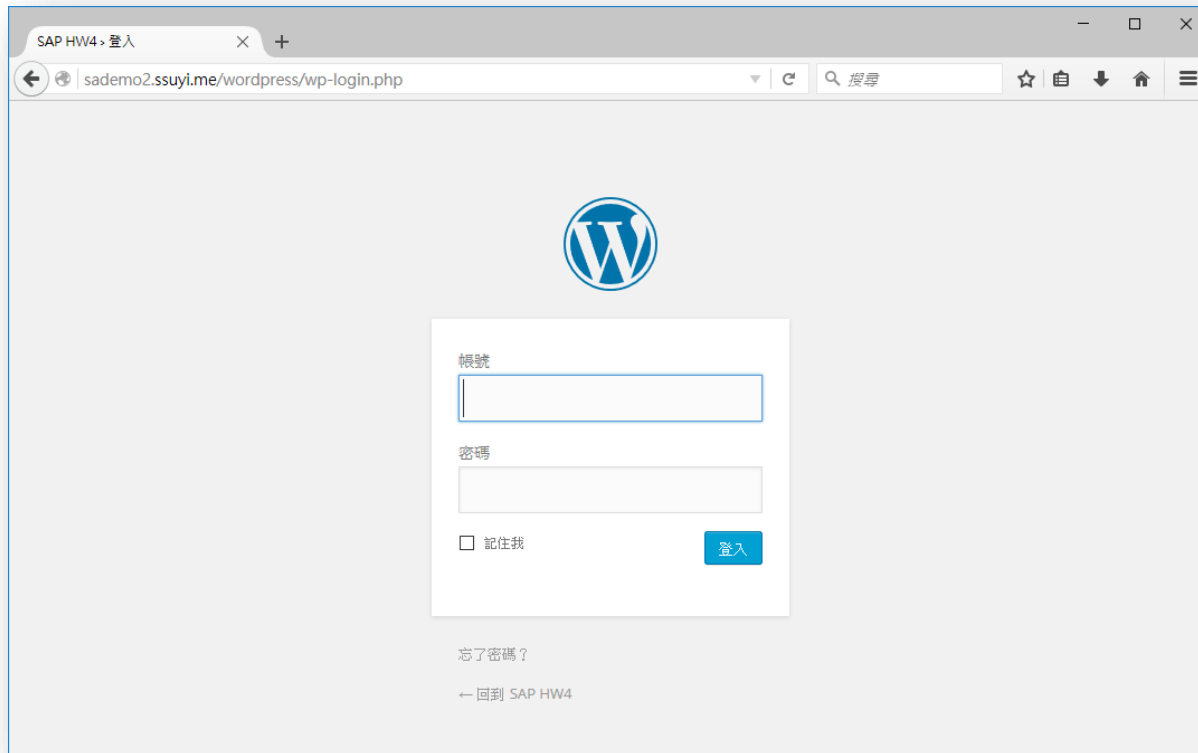 SAP HW4 › 登入
sademo2.ssuyi.me/wordpress/wp-login.php
搜尋
帳號
密碼
記住我
登入
忘了密碼？
← 回到 SAP HW4